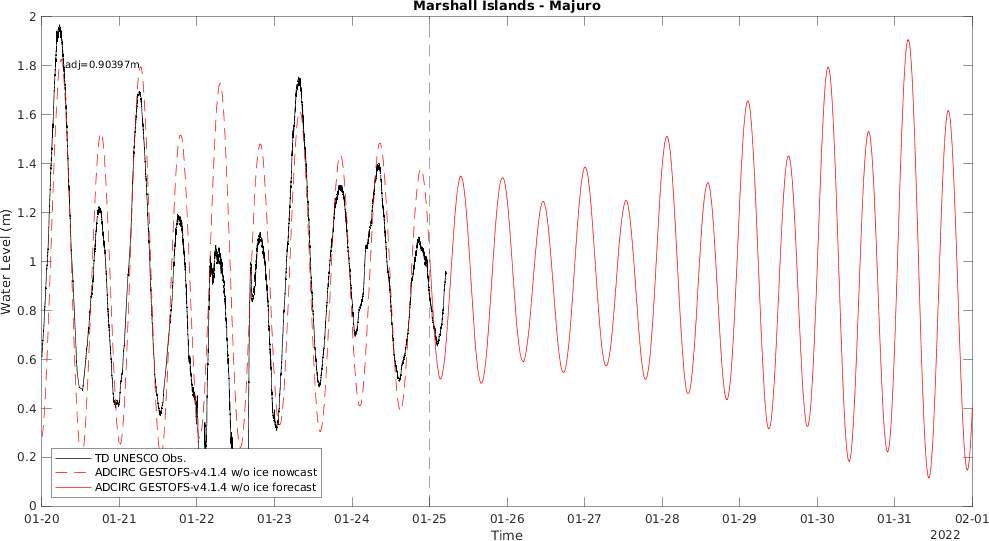 Marshall Islands - Majuro
adj=0.90397m
Water Level (m)
2
1.8
1.6
1.4
1.2
1
0.8
0.6
0.4
0.2
0
TD UNESCO Obs.
ADCIRC GESTOFS-v4.1.4 w/o ice nowcast
ADCIRC GESTOFS-v4.1.4 w/o ice forecast
01-20 01-21 01-22 01-23 01-24 01-25 01-26 01-27 01-28 01-29 01-30 01-31 02-01
Time
2022